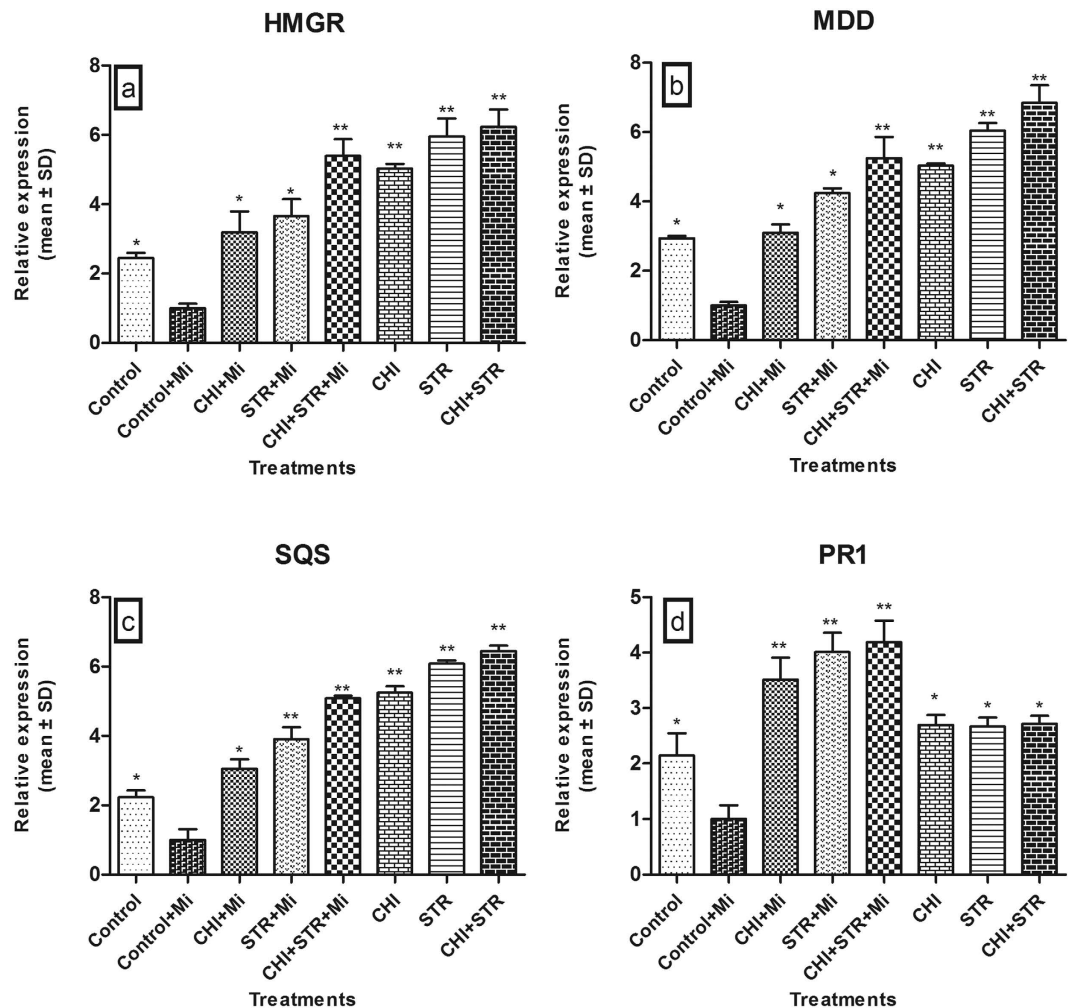 HMGR
a
Relative expression
(mean ± SD)
8
6
4
2
0
*
*
*
**
**
**
**
Control
Control+Mi
CHI+Mi
STR+Mi
CHI+STR+Mi
CHI
STR
CHI+STR
Treatments
MDD
b
Relative expression
(mean ± SD)
8
6
4
2
0
*
*
*
**
**
**
**
Control
Control+Mi
CHI+Mi
STR+Mi
CHI+STR+Mi
CHI
STR
CHI+STR
Treatments
SQS
c
Relative expression
(mean ± SD)
8
6
4
2
0
*
*
**
**
**
**
**
Control
Control+Mi
CHI+Mi
STR+Mi
CHI+STR+Mi
CHI
STR
CHI+STR
Treatments
PR1
d
Relative expression
(mean ± SD)
5
4
3
2
1
0
*
**
**
**
*
*
*
Control
Control+Mi
CHI+Mi
STR+Mi
CHI+STR+Mi
CHI
STR
CHI+STR
Treatments